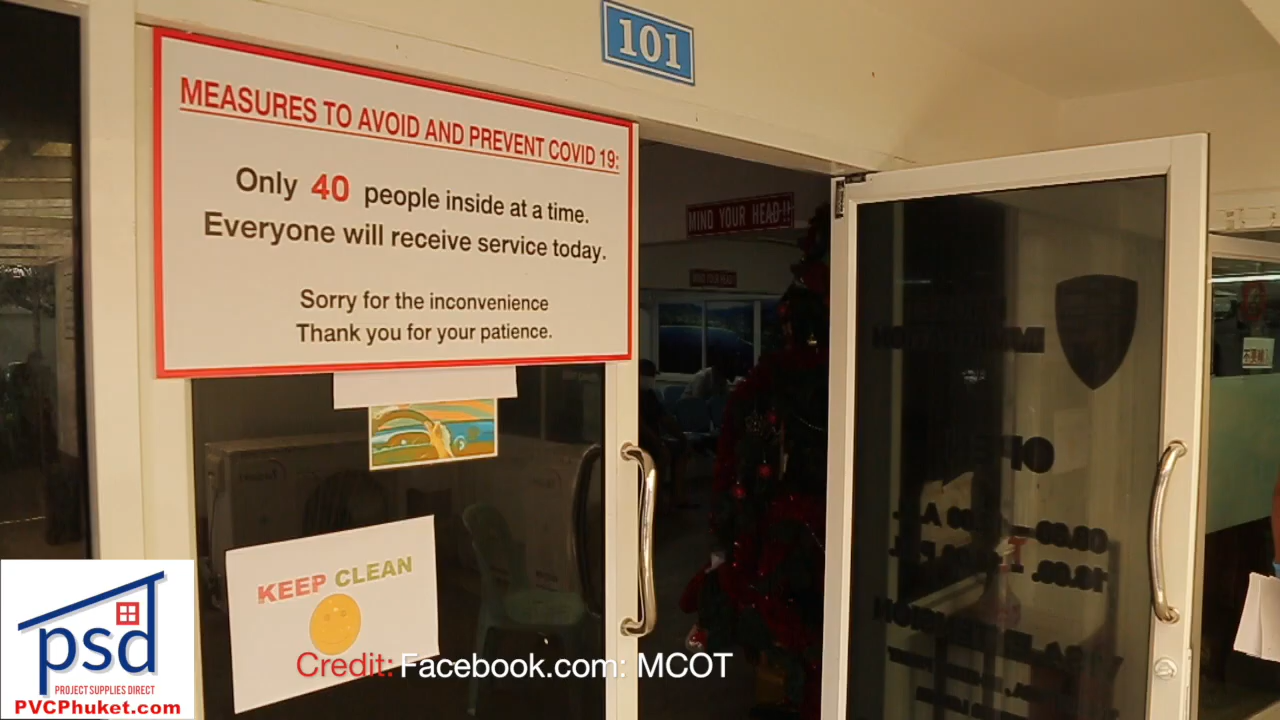 101
MEASURES TO AVOID AND PREVENT COVID 19:
Only 40 people inside at a time.
Everyone will receive service today.
Sorry for the inconvenience
Thank you for your patience.
MIND YOUR HEAD!!
KEEP CLEAN
Credit: Facebook.com: MCOT
psd
PROJECT SUPPLIES DIRECT
PVCPhuket.com